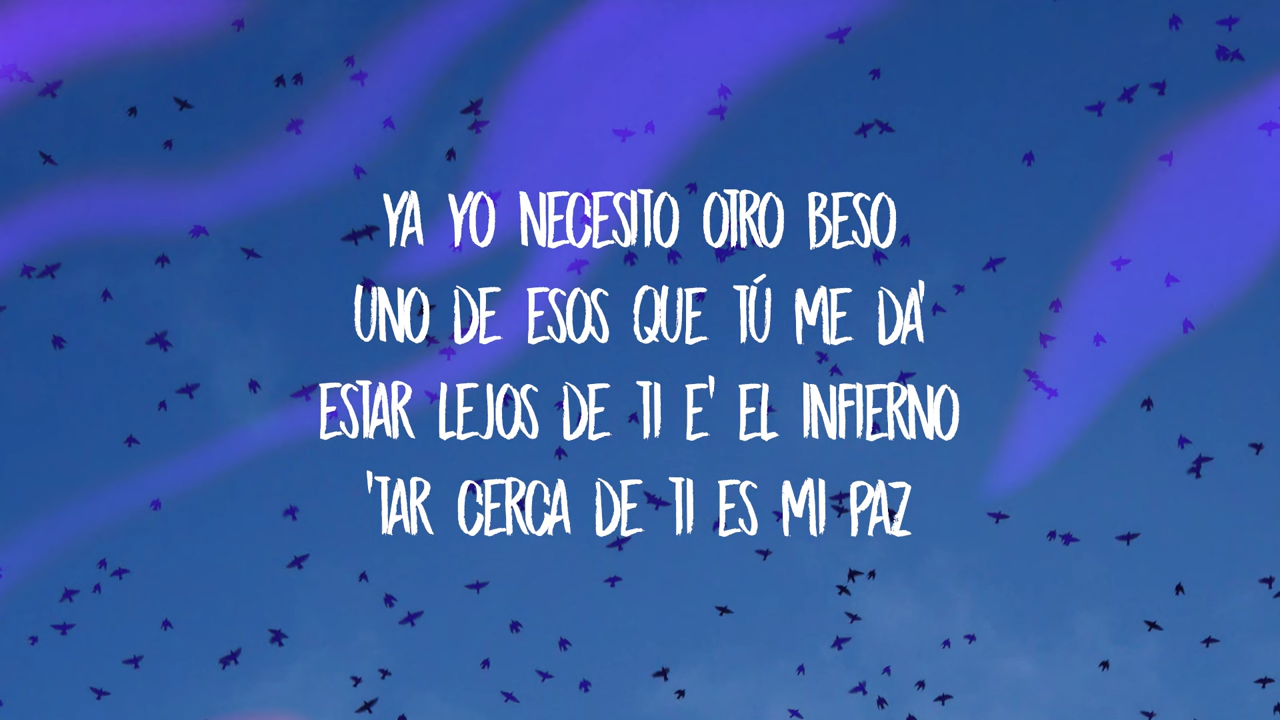 YA YO NECESITO OTRO BESO
UNO DE ESOS QUE TÚ ME DA'
ESTAR LEJOS DE TI E' EL INFIERNO
'TAR CERCA DE TI ES MI PAZ